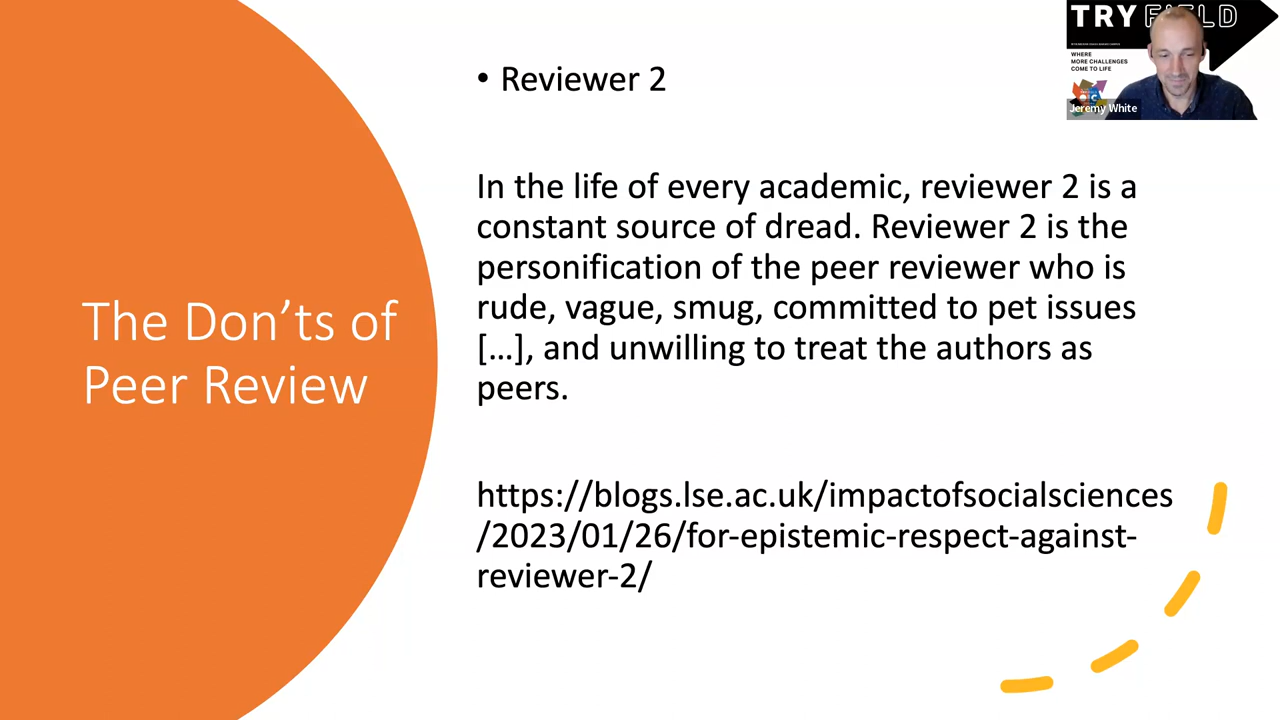 The Don’ts of
Peer Review
• Reviewer 2
In the life of every academic, reviewer 2 is a
constant source of dread. Reviewer 2 is the
personification of the peer reviewer who is
rude, vague, smug, committed to pet issues
[…], and unwilling to treat the authors as
peers.
https://blogs.lse.ac.uk/impactofsocialsciences
/2023/01/26/for-epistemic-respect-against-
reviewer-2/
TRY FIELD
WHERE
MORE CHALLENGES
COME TO LIFE
Jeremy White